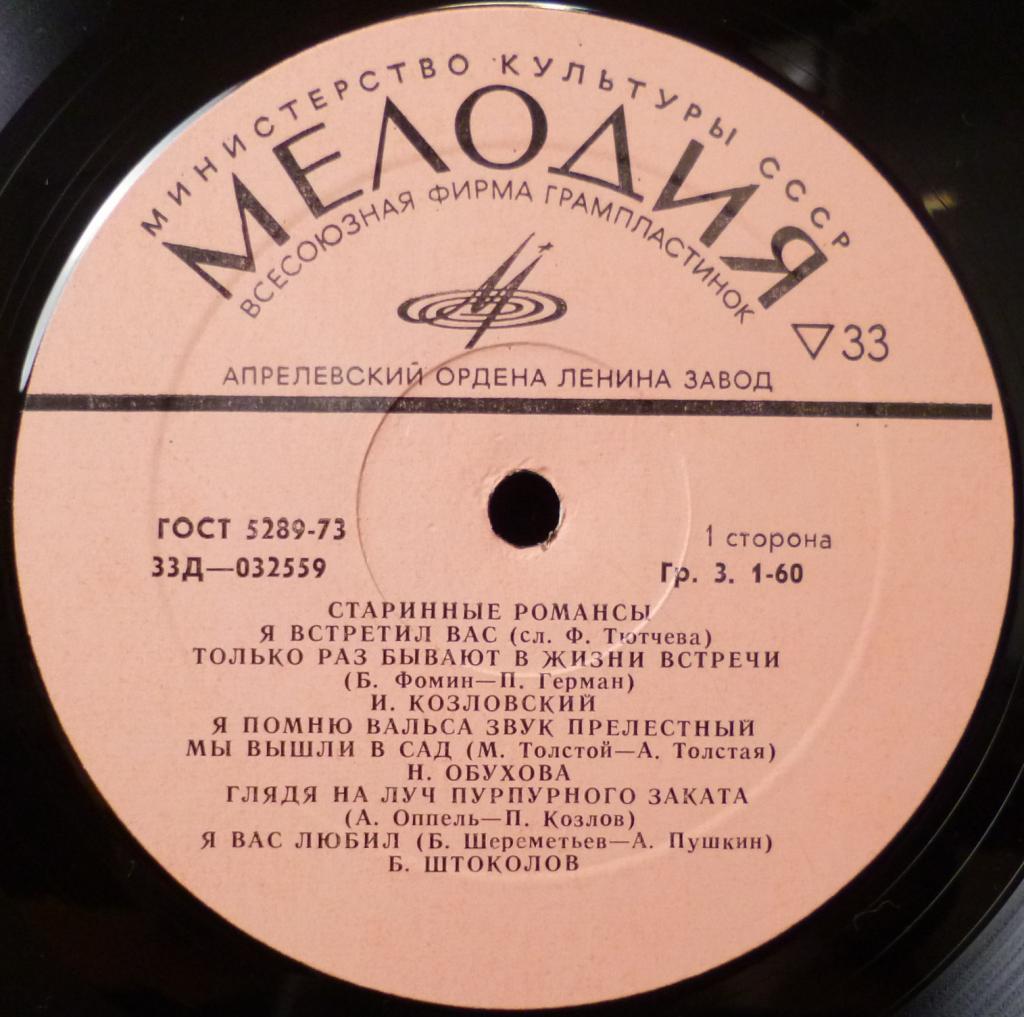 МИНИСТЕРСТВО КУЛЬТУРЫ СССР
МЕЛОДИЯ
ВСЕСОЮЗНАЯ ФИРМА ГРАМПЛАСТИНОК
▽33
АПРЕЛЕВСКИЙ ОРДЕНА ЛЕНИНА ЗАВОД
ГОСТ 5289-73
1 сторона
33Д—032559
Гр. 3. 1-60
СТАРИННЫЕ РОМАНСЫ
Я ВСТРЕТИЛ ВАС (сл. Ф. Тютчева)
ТОЛЬКО РАЗ БЫВАЮТ В ЖИЗНИ ВСТРЕЧИ
(Б. Фомин—П. Герман)
И. КОЗЛОВСКИЙ
Я ПОМНЮ ВАЛЬСА ЗВУК ПРЕЛЕСТНЫЙ
МЫ ВЫШЛИ В САД (М. Толстой—А. Толстая)
Н. ОБУХОВА
ГЛЯДЯ НА ЛУЧ ПУРПУРНОГО ЗАКАТА
(А. Оппель—П. Козлов)
Я ВАС ЛЮБИЛ (Б. Шереметьев—А. Пушкин)
Б. ШТОКОЛОВ